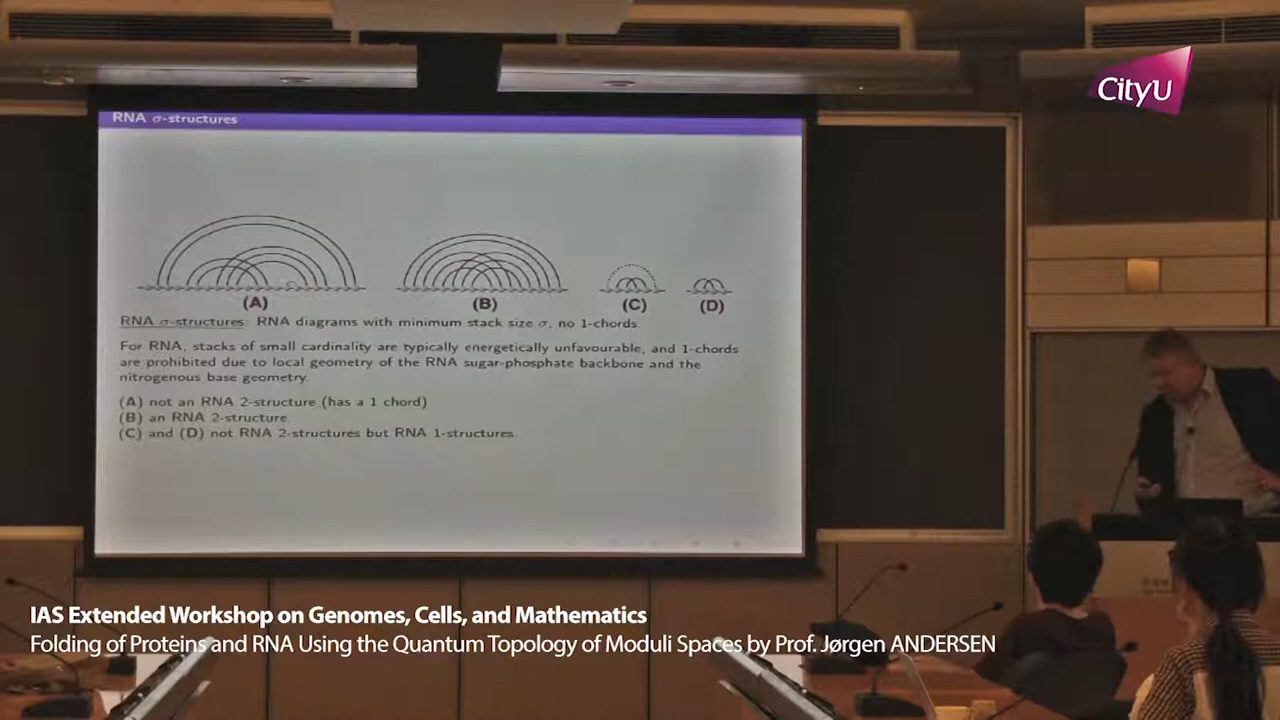 CityU
RNA σ-structures
(A) (B) (C) (D)
RNA σ-structures: RNA diagrams with minimum stack size σ, no 1-chords.
For RNA, stacks of small cardinality are typically energetically unfavourable, and 1-chords
are prohibited due to local geometry of the RNA sugar-phosphate backbone and the
nitrogenous base geometry.
(A) not an RNA 2-structure (has a 1 chord)
(B) an RNA 2-structure.
(C) and (D) not RNA 2-structures but RNA 1-structures.
IAS Extended Workshop on Genomes, Cells, and Mathematics
Folding of Proteins and RNA Using the Quantum Topology of Moduli Spaces by Prof. Jørgen ANDERSEN